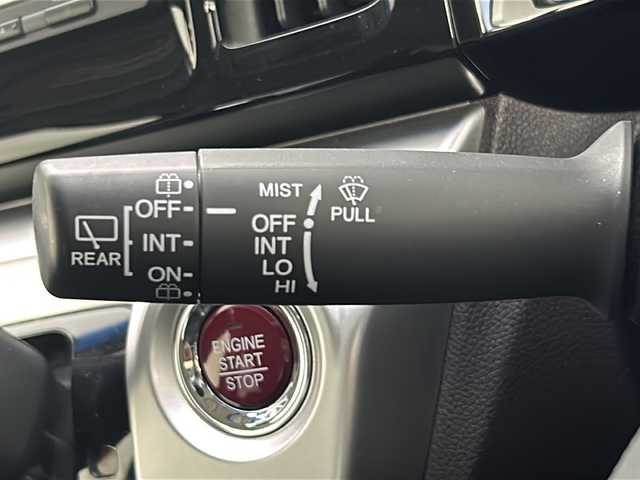 MIST
PULL
OFF
INT
LO
HI
OFF
INT
ON
REAR
ENGINE
START
STOP